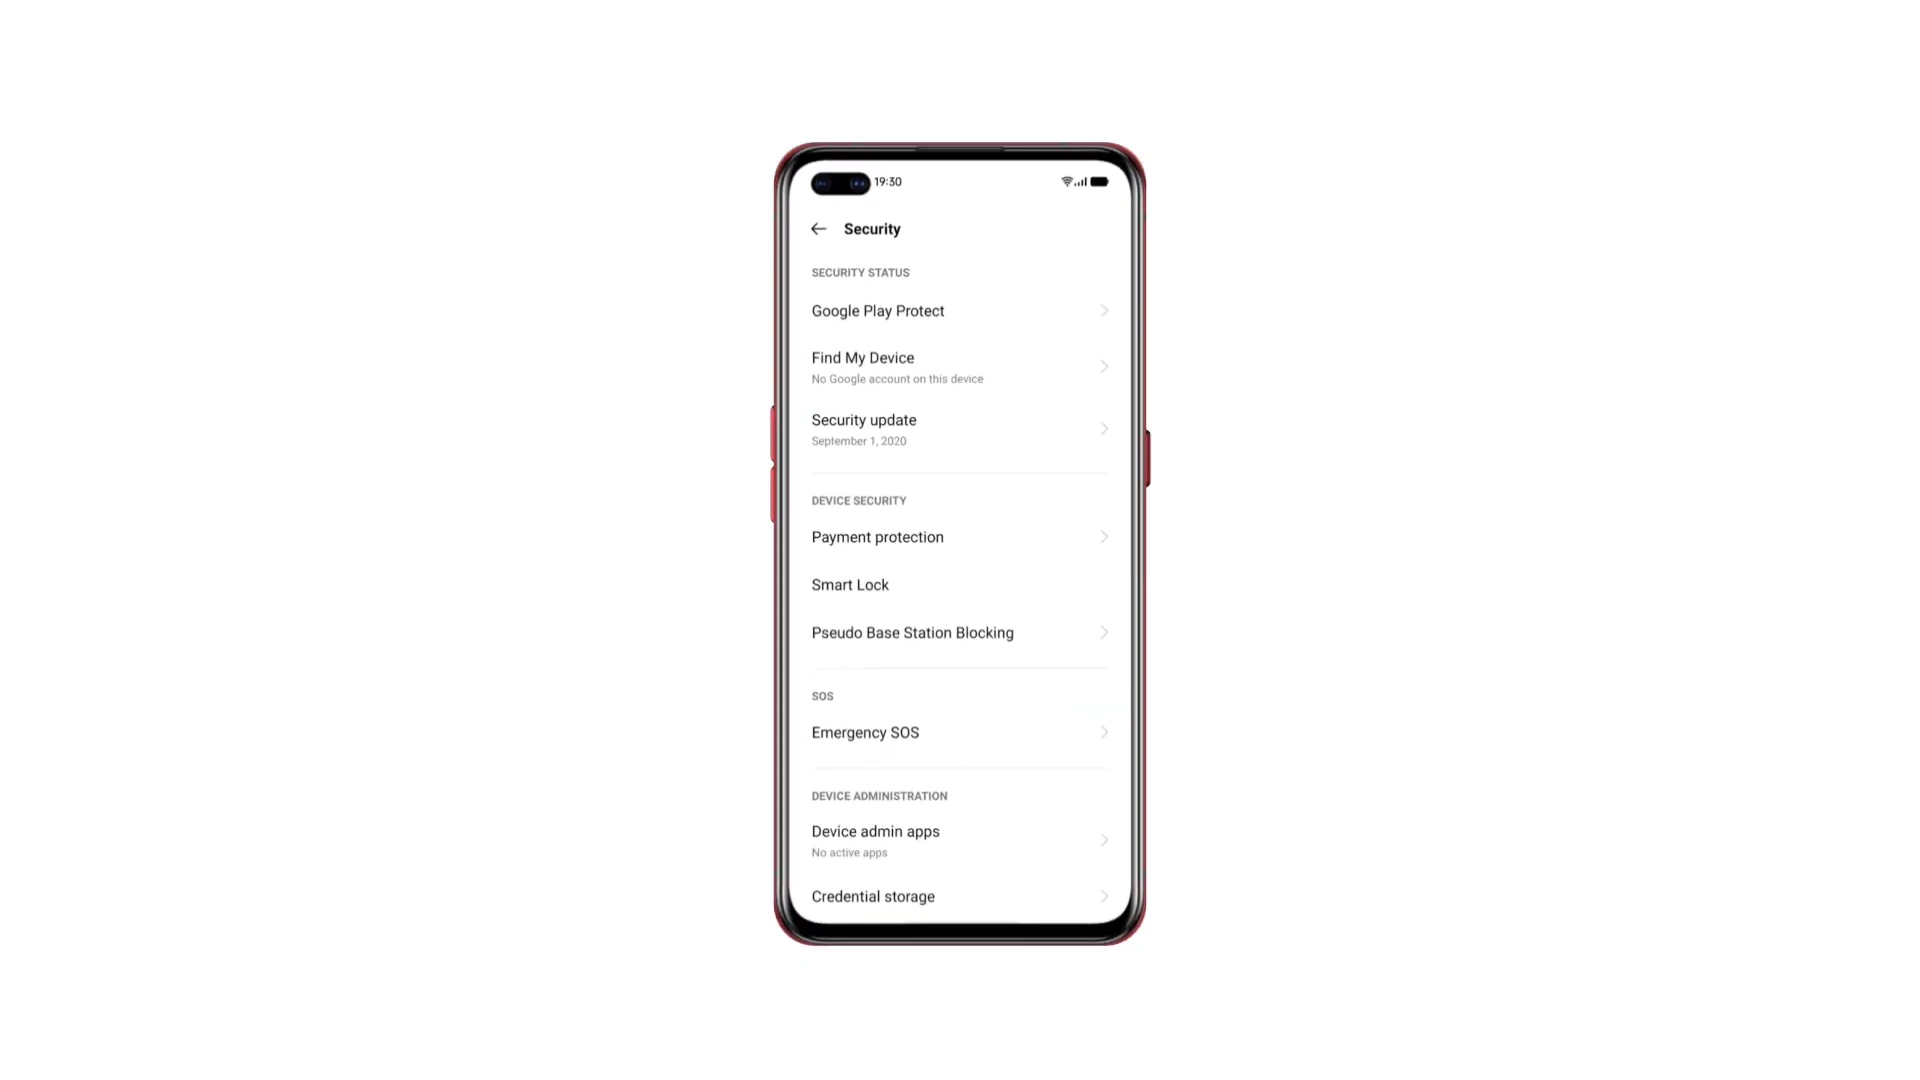 19:30
Security
SECURITY STATUS
Google Play Protect
Find My Device
No Google account on this device
Security update
September 1, 2020
DEVICE SECURITY
Payment protection
Smart Lock
Pseudo Base Station Blocking
SOS
Emergency SOS
DEVICE ADMINISTRATION
Device admin apps
No active apps
Credential storage